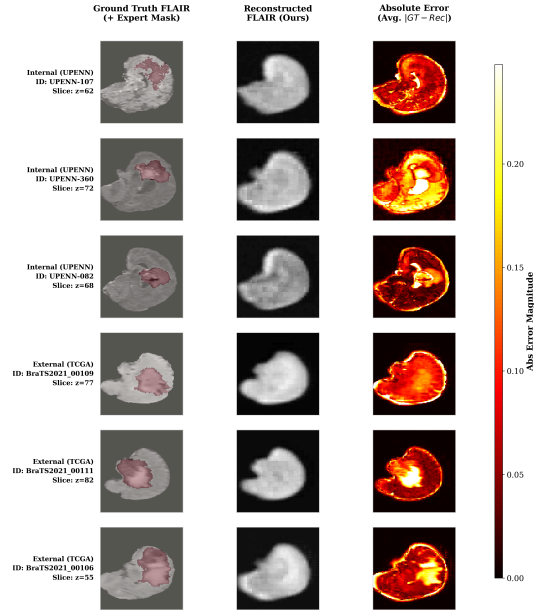 Ground Truth FLAIR
(+ Expert Mask)
Reconstructed
FLAIR (Ours)
Absolute Error
(Avg. |GT − Rec|)
Internal (UPENN)
ID: UPENN-107
Slice: z=62
Internal (UPENN)
ID: UPENN-360
Slice: z=72
Internal (UPENN)
ID: UPENN-082
Slice: z=68
External (TCGA)
ID: BraTS2021_00109
Slice: z=77
External (TCGA)
ID: BraTS2021_00111
Slice: z=82
External (TCGA)
ID: BraTS2021_00106
Slice: z=55
0.20
0.15
0.10
0.05
0.00
Abs Error Magnitude